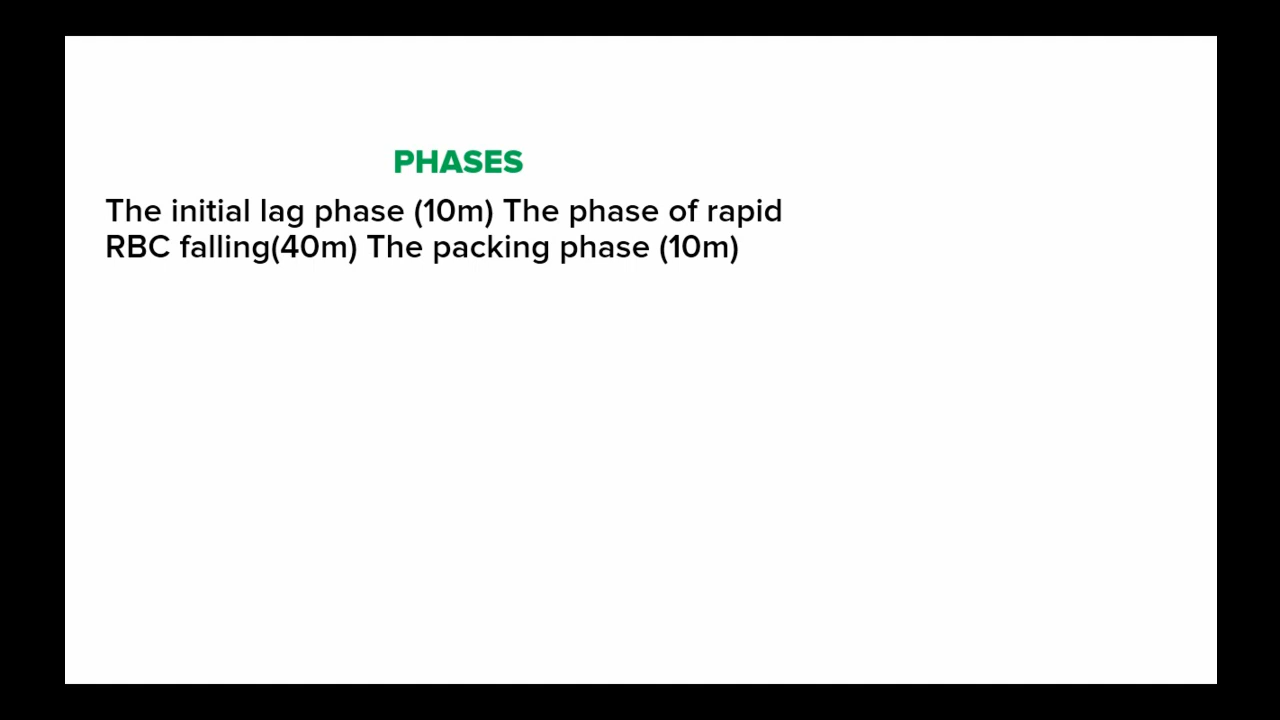 PHASES
The initial lag phase (10m) The phase of rapid
RBC falling(40m) The packing phase (10m)